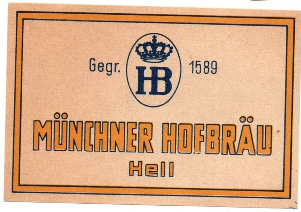 Gegr. HB 1589
MÜNCHNER HOFBRÄU
Hell